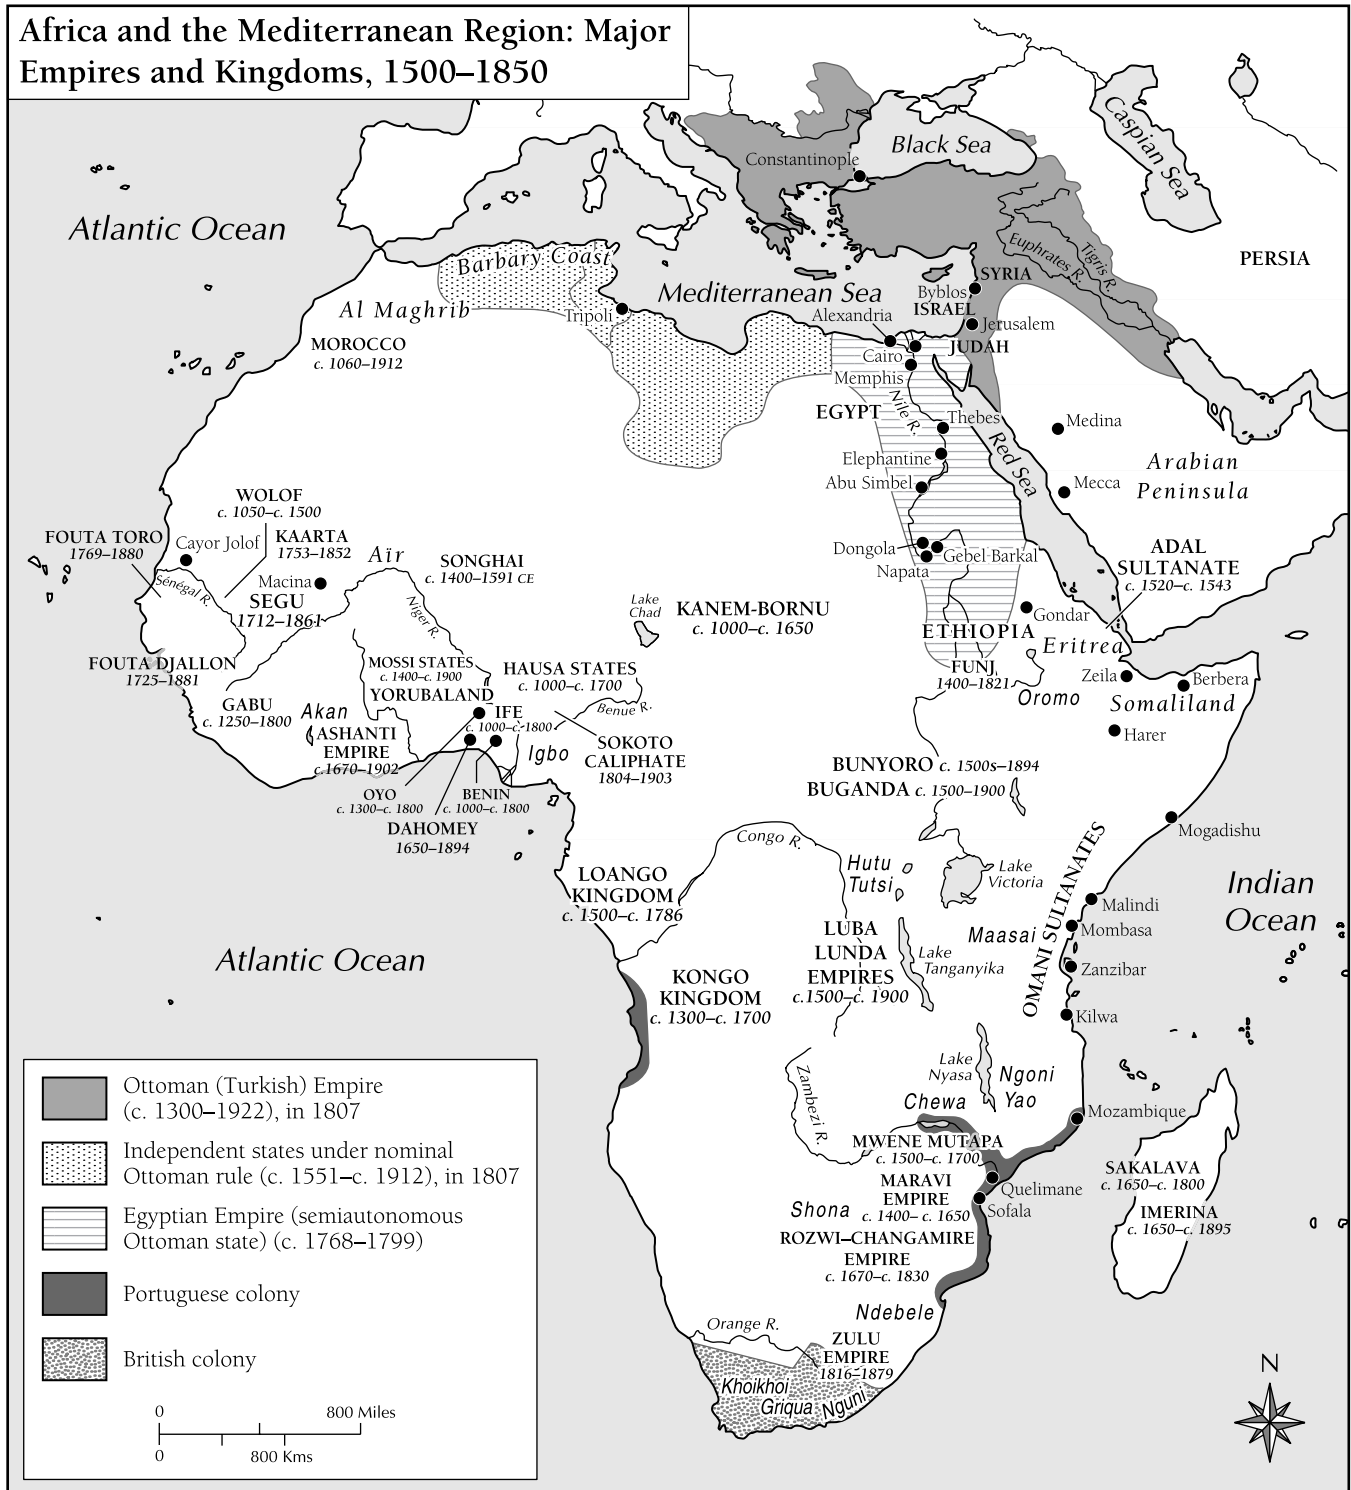 Africa and the Mediterranean Region: Major
Empires and Kingdoms, 1500–1850
Black Sea
Caspian Sea
Constantinople
Atlantic Ocean
Barbary Coast
Euphrates R.
Tigris R.
PERSIA
SYRIA
Mediterranean Sea
Byblos
ISRAEL
Al Maghrib
Tripoli
Alexandria
Jerusalem
MOROCCO
c. 1060–1912
Cairo
JUDAH
Memphis
EGYPT
Nile R.
Thebes
Medina
Red Sea
Elephantine
Abu Simbel
Mecca
Arabian
Peninsula
WOLOF
c. 1050–c. 1500
FOUTA TORO
1769–1880
Cayor Jolof
KAARTA
1753–1852
Aïr
SONGHAI
c. 1400–1591 CE
Dongola
Gebel Barkal
Napata
ADAL
SULTANATE
c. 1520–c. 1543
Sénégal R.
Macina
SEGU
1712–1861
Niger R.
Lake
Chad
KANEM-BORNU
c. 1000–c. 1650
Gondar
ETHIOPIA
Eritrea
FOUTA DJALLON
1725–1881
MOSSI STATES
c. 1400–c. 1900
HAUSA STATES
c. 1000–c. 1700
FUNJ
1400–1821
Zeila
Berbera
Oromo
Somaliland
YORUBALAND
GABU
c. 1250–1800
Akan
IFE
c. 1000–c. 1800
Benue R.
Harer
ASHANTI
EMPIRE
c.1670–1902
Igbo
SOKOTO
CALIPHATE
1804–1903
BUNYORO c. 1500s–1894
BUGANDA c. 1500–1900
OYO
c. 1300–c. 1800
BENIN
c. 1000–c. 1800
DAHOMEY
1650–1894
Mogadishu
Congo R.
Hutu
Tutsi
Lake
Victoria
OMANI SULTANATES
Indian
Ocean
LOANGO
KINGDOM
c. 1500–c. 1786
Malindi
Mombasa
Maasai
LUBA
LUNDA
EMPIRES
c.1500–c. 1900
Lake
Tanganyika
Zanzibar
Atlantic Ocean
KONGO
KINGDOM
c. 1300–c. 1700
Kilwa
Lake
Nyasa
Ngoni
Yao
Zambezi R.
Chewa
Mozambique
MWENE MUTAPA
c. 1500–c. 1700
MARAVI
EMPIRE
c. 1400– c. 1650
Quelimane
Sofala
Shona
SAKALAVA
c. 1650–c. 1800
IMERINA
c. 1650–c. 1895
ROZWI–CHANGAMIRE
EMPIRE
c. 1670–c. 1830
Ndebele
Orange R.
ZULU
EMPIRE
1816–1879
Khoikhoi
Griqua
Nguni
Ottoman (Turkish) Empire
(c. 1300–1922), in 1807
Independent states under nominal
Ottoman rule (c. 1551–c. 1912), in 1807
Egyptian Empire (semiautonomous
Ottoman state) (c. 1768–1799)
Portuguese colony
British colony
0 800 Miles
0 800 Kms
N